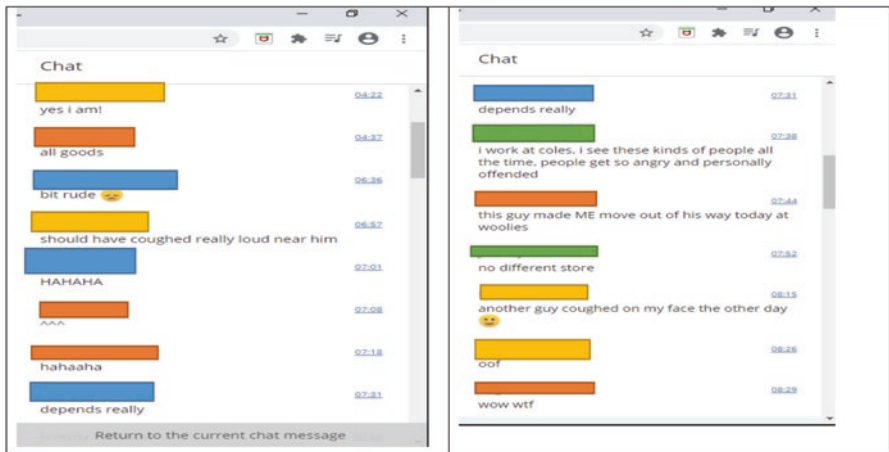 Chat
04:22
yes i am!
04:37
all goods
06:36
bit rude 😞
06:57
should have coughed really loud near him
07:01
HAHAHA
07:08
^^^
07:18
hahaaha
07:31
depends really
Return to the current chat message
Chat
07:31
depends really
07:38
i work at coles, i see these kinds of people all
the time, people get so angry and personally
offended
07:44
this guy made ME move out of his way today at
woolies
07:52
no different store
08:15
another guy coughed on my face the other day
🙂
08:26
oof
08:29
wow wtf